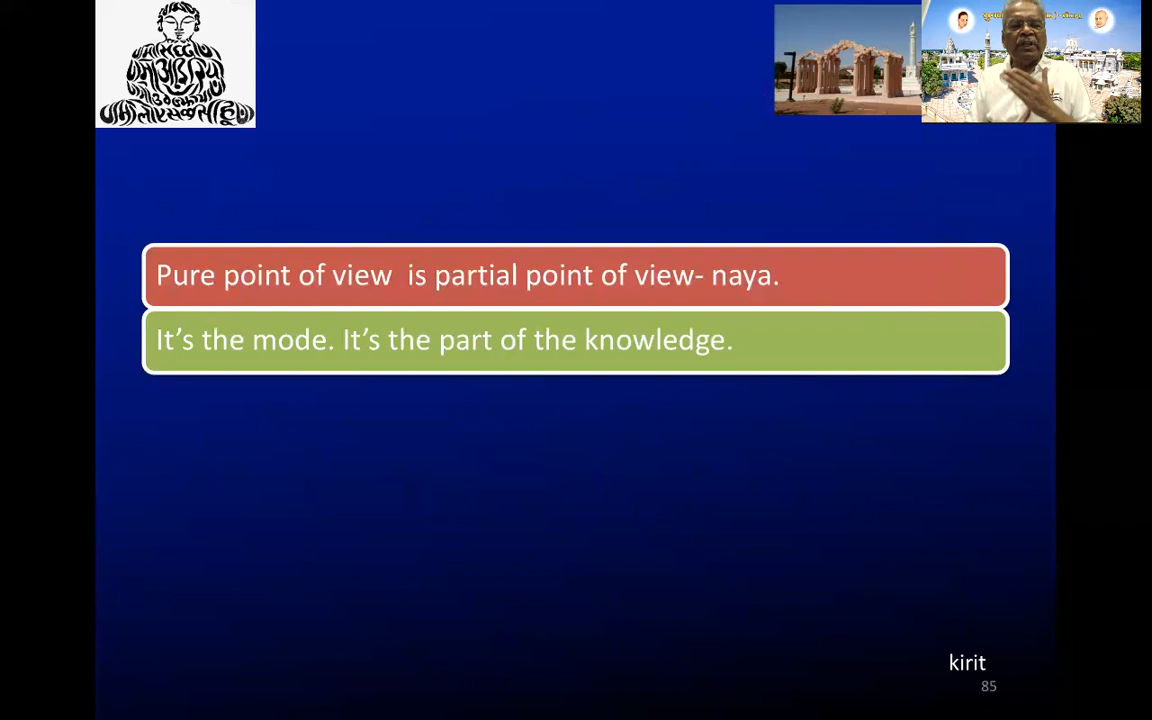 Pure point of view  is partial point of view- naya.
It’s the mode. It’s the part of the knowledge.
kirit
85